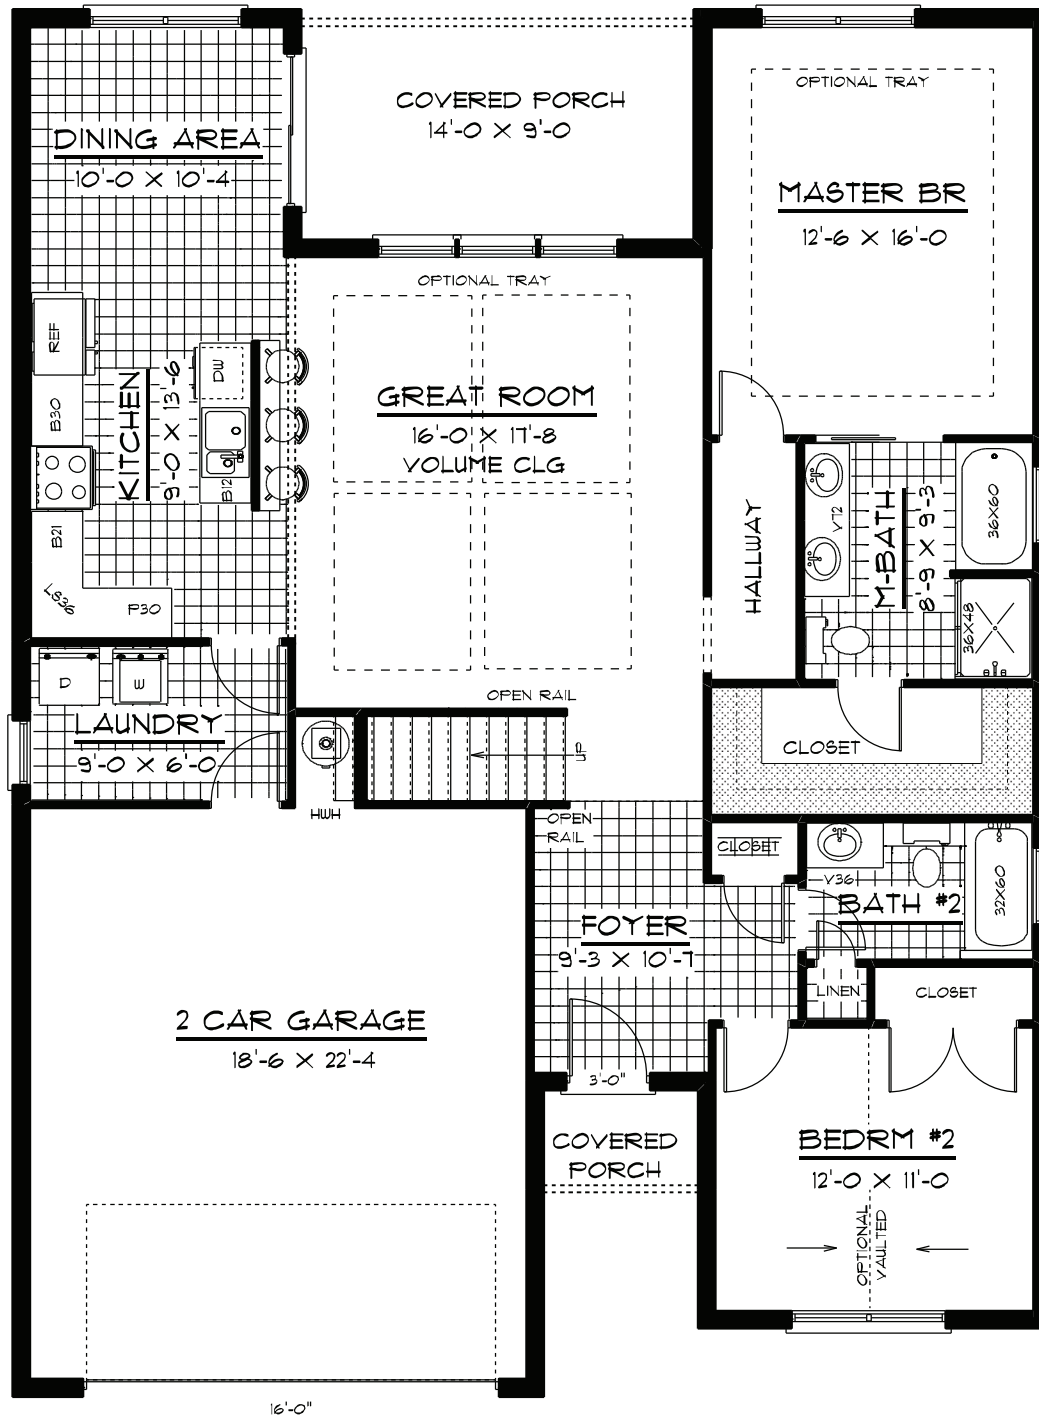 OPTIONAL TRAY
COVERED PORCH
14'-0 X 9'-0
DINING AREA
10'-0 X 10'-4
MASTER BR
12'-6 X 16'-0
OPTIONAL TRAY
REF
DW
B30
KITCHEN
9'-0 X 13'-6
B12
GREAT ROOM
16'-0 X 17'-8
VOLUME CLG
B21
LS36
P30
HALLWAY
V72
M-BATH
8'-9 X 9'-3
36X60
36X48
D
W
OPEN RAIL
LAUNDRY
9'-0 X 6'-0
UP
CLOSET
HWH
OPEN
RAIL
CLOSET
V36
BATH #2
32X60
FOYER
9'-3 X 10'-7
LINEN
CLOSET
2 CAR GARAGE
18'-6 X 22'-4
3'-0"
COVERED
PORCH
BEDRM #2
12'-0 X 11'-0
OPTIONAL
VAULTED
16'-0"